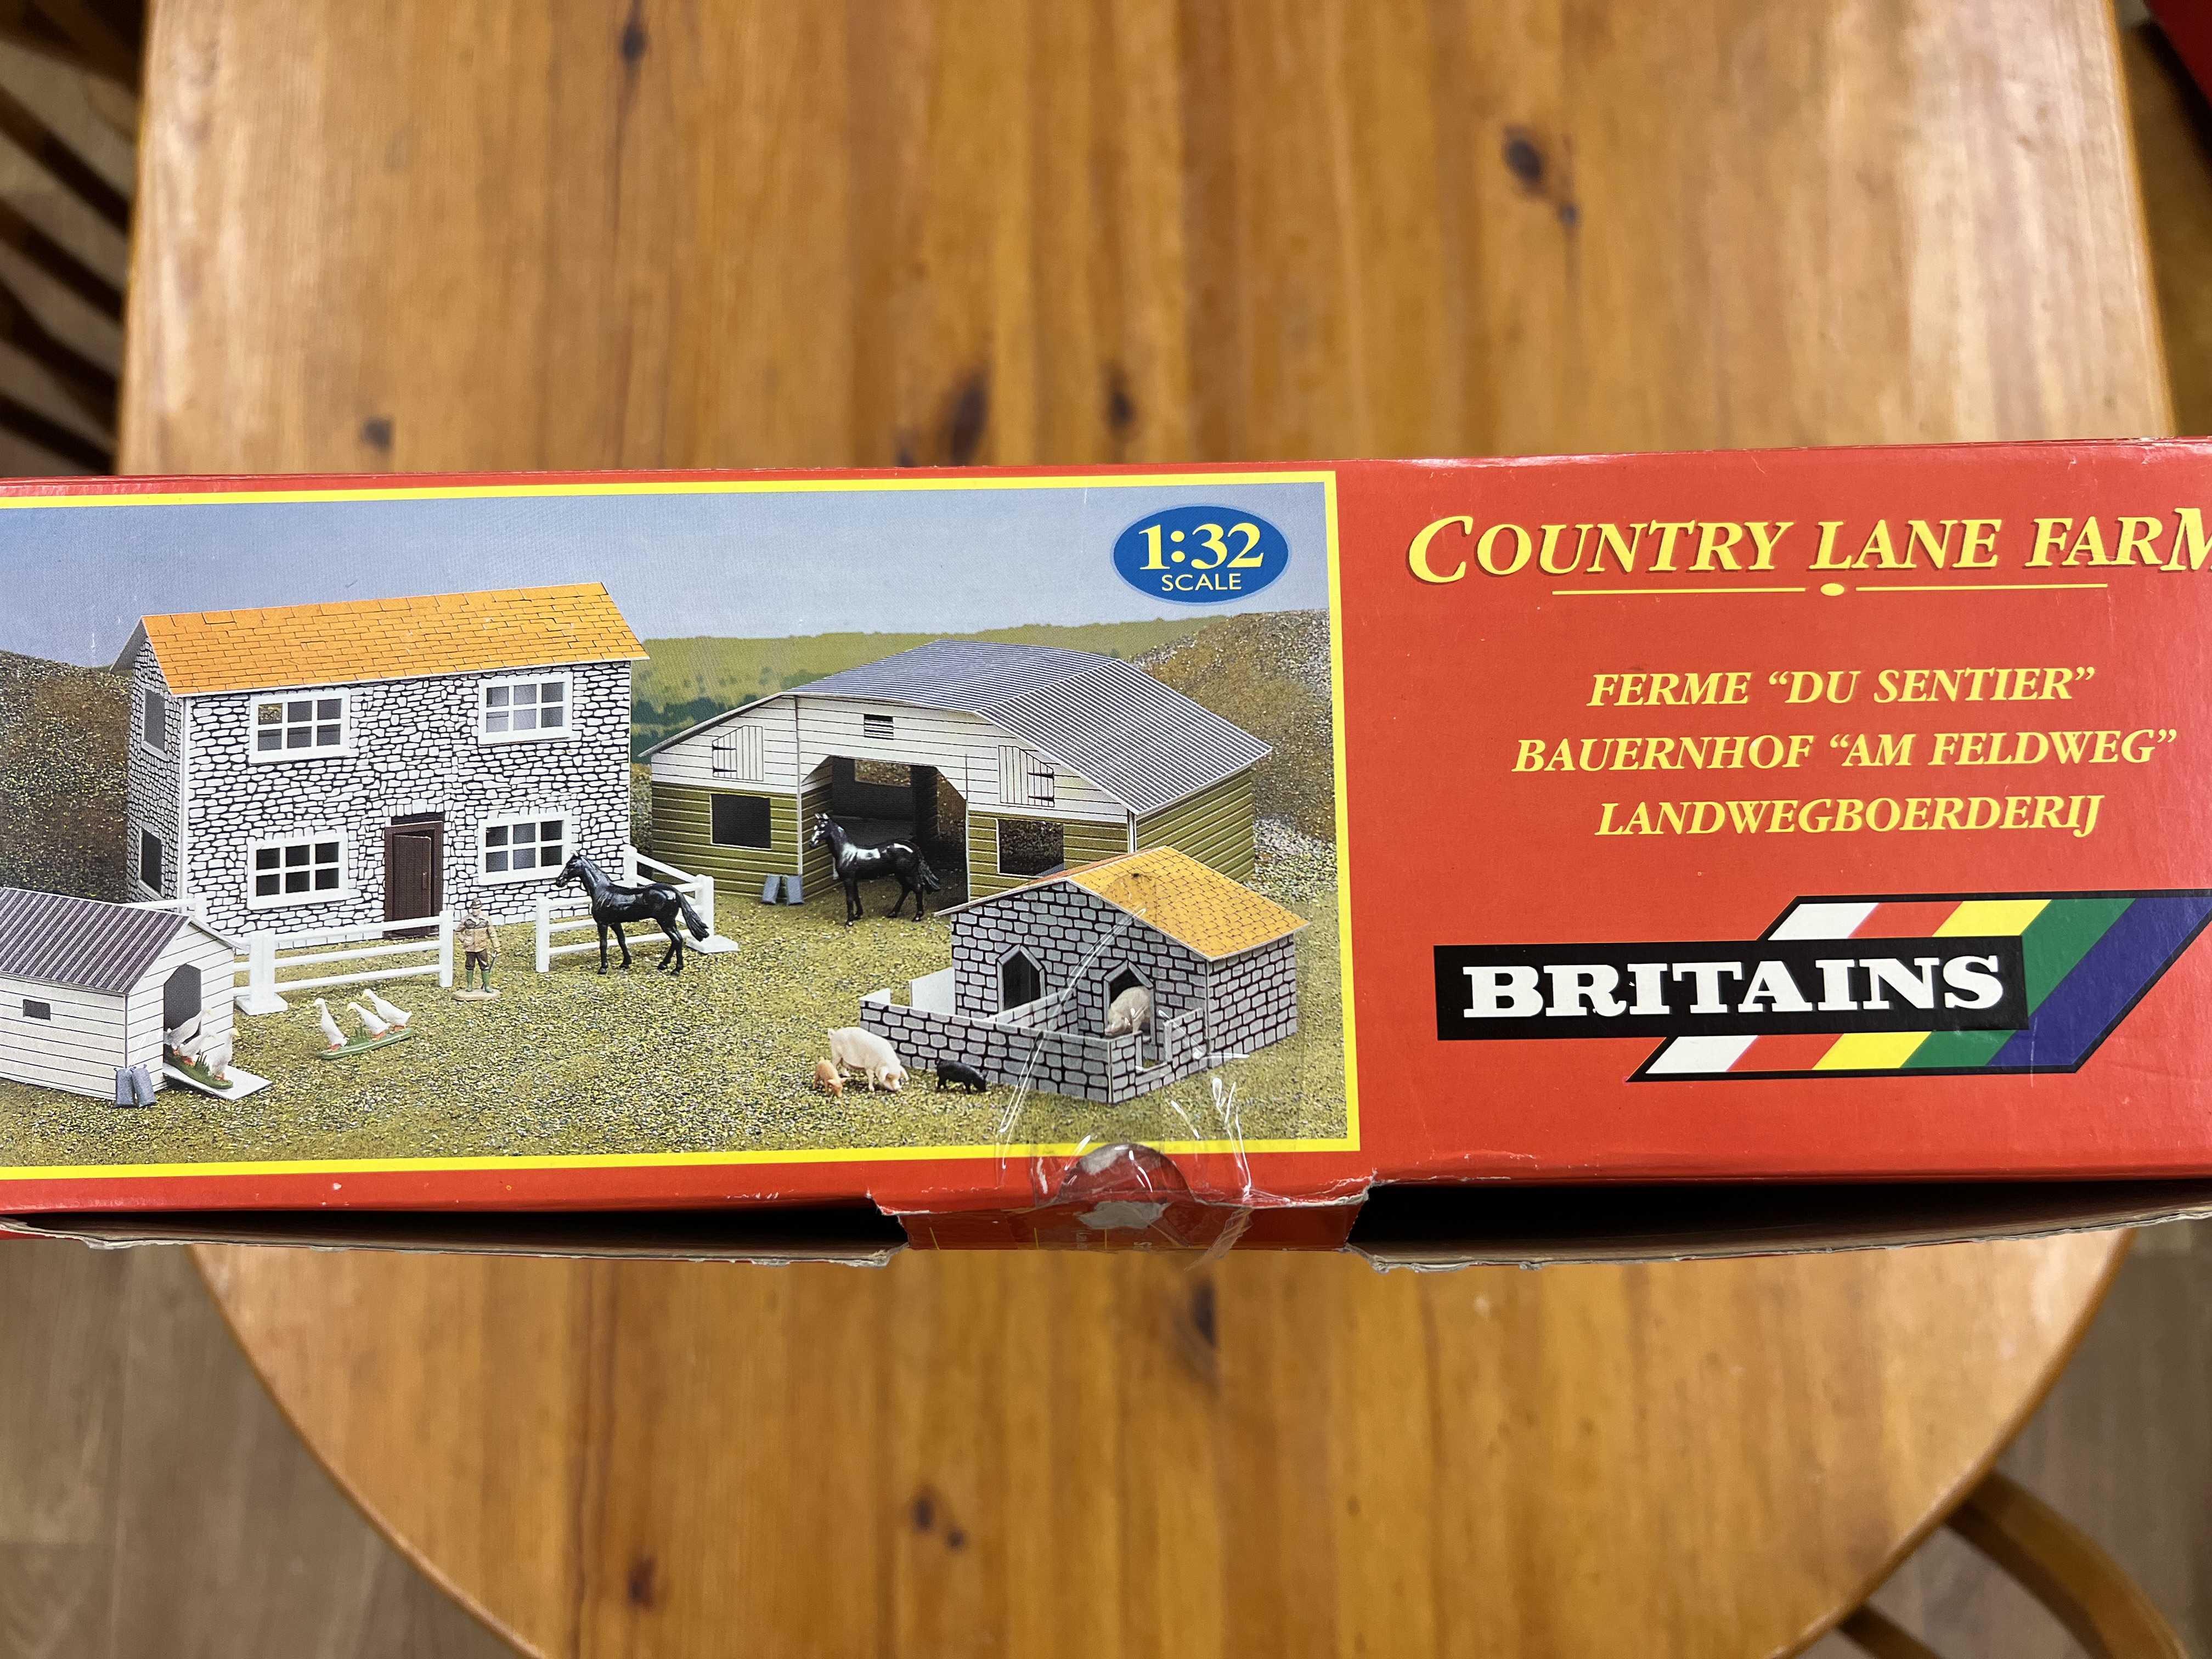 1:32
SCALE
COUNTRY LANE FARM
FERME “DU SENTIER”
BAUERNHOF “AM FELDWEG”
LANDWEGBOERDERIJ
BRITAINS